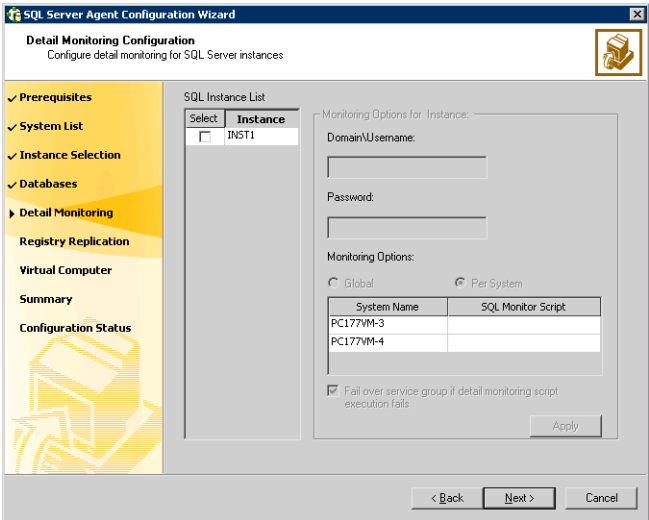 SQL Server Agent Configuration Wizard
Detail Monitoring Configuration
Configure detail monitoring for SQL Server instances
Prerequisites
System List
Instance Selection
Databases
Detail Monitoring
Registry Replication
Virtual Computer
Summary
Configuration Status
SQL Instance List
Select Instance
INST1
Monitoring Options for Instance:
Domain\Username:
Password:
Monitoring Options:
Global Per System
System Name SQL Monitor Script
PC177VM-3
PC177VM-4
Fail over service group if detail monitoring script
execution fails
Apply
< Back Next > Cancel